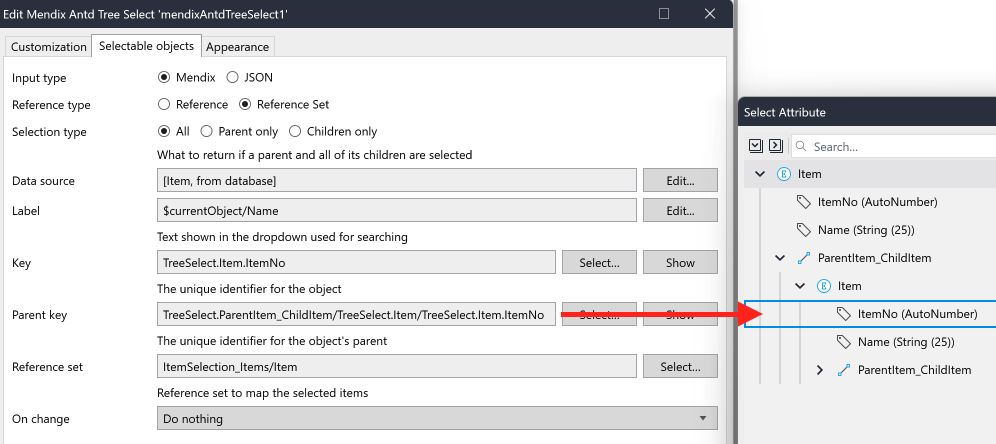 Edit Mendix Antd Tree Select 'mendixAntdTreeSelect1'
Customization Selectable objects Appearance
Input type Mendix JSON
Reference type Reference Reference Set
Selection type All Parent only Children only
What to return if a parent and all of its children are selected
Data source [Item, from database] Edit...
Label $currentObject/Name Edit...
Text shown in the dropdown used for searching
Key TreeSelect.Item.ItemNo Select... Show
The unique identifier for the object
Parent key TreeSelect.ParentItem_ChildItem/TreeSelect.Item/TreeSelect.Item.ItemNo Select... Show
The unique identifier for the object's parent
Reference set ItemSelection_Items/Item Select...
Reference set to map the selected items
On change Do nothing
Select Attribute
Search...
Item
ItemNo (AutoNumber)
Name (String (25))
ParentItem_ChildItem
Item
ItemNo (AutoNumber)
Name (String (25))
ParentItem_ChildItem